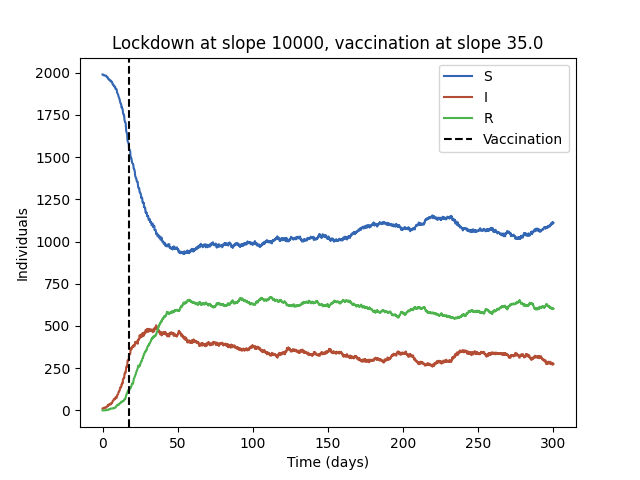 Lockdown at slope 10000, vaccination at slope 35.0
S
I
R
Vaccination
Individuals
2000
1750
1500
1250
1000
750
500
250
0
0 50 100 150 200 250 300
Time (days)